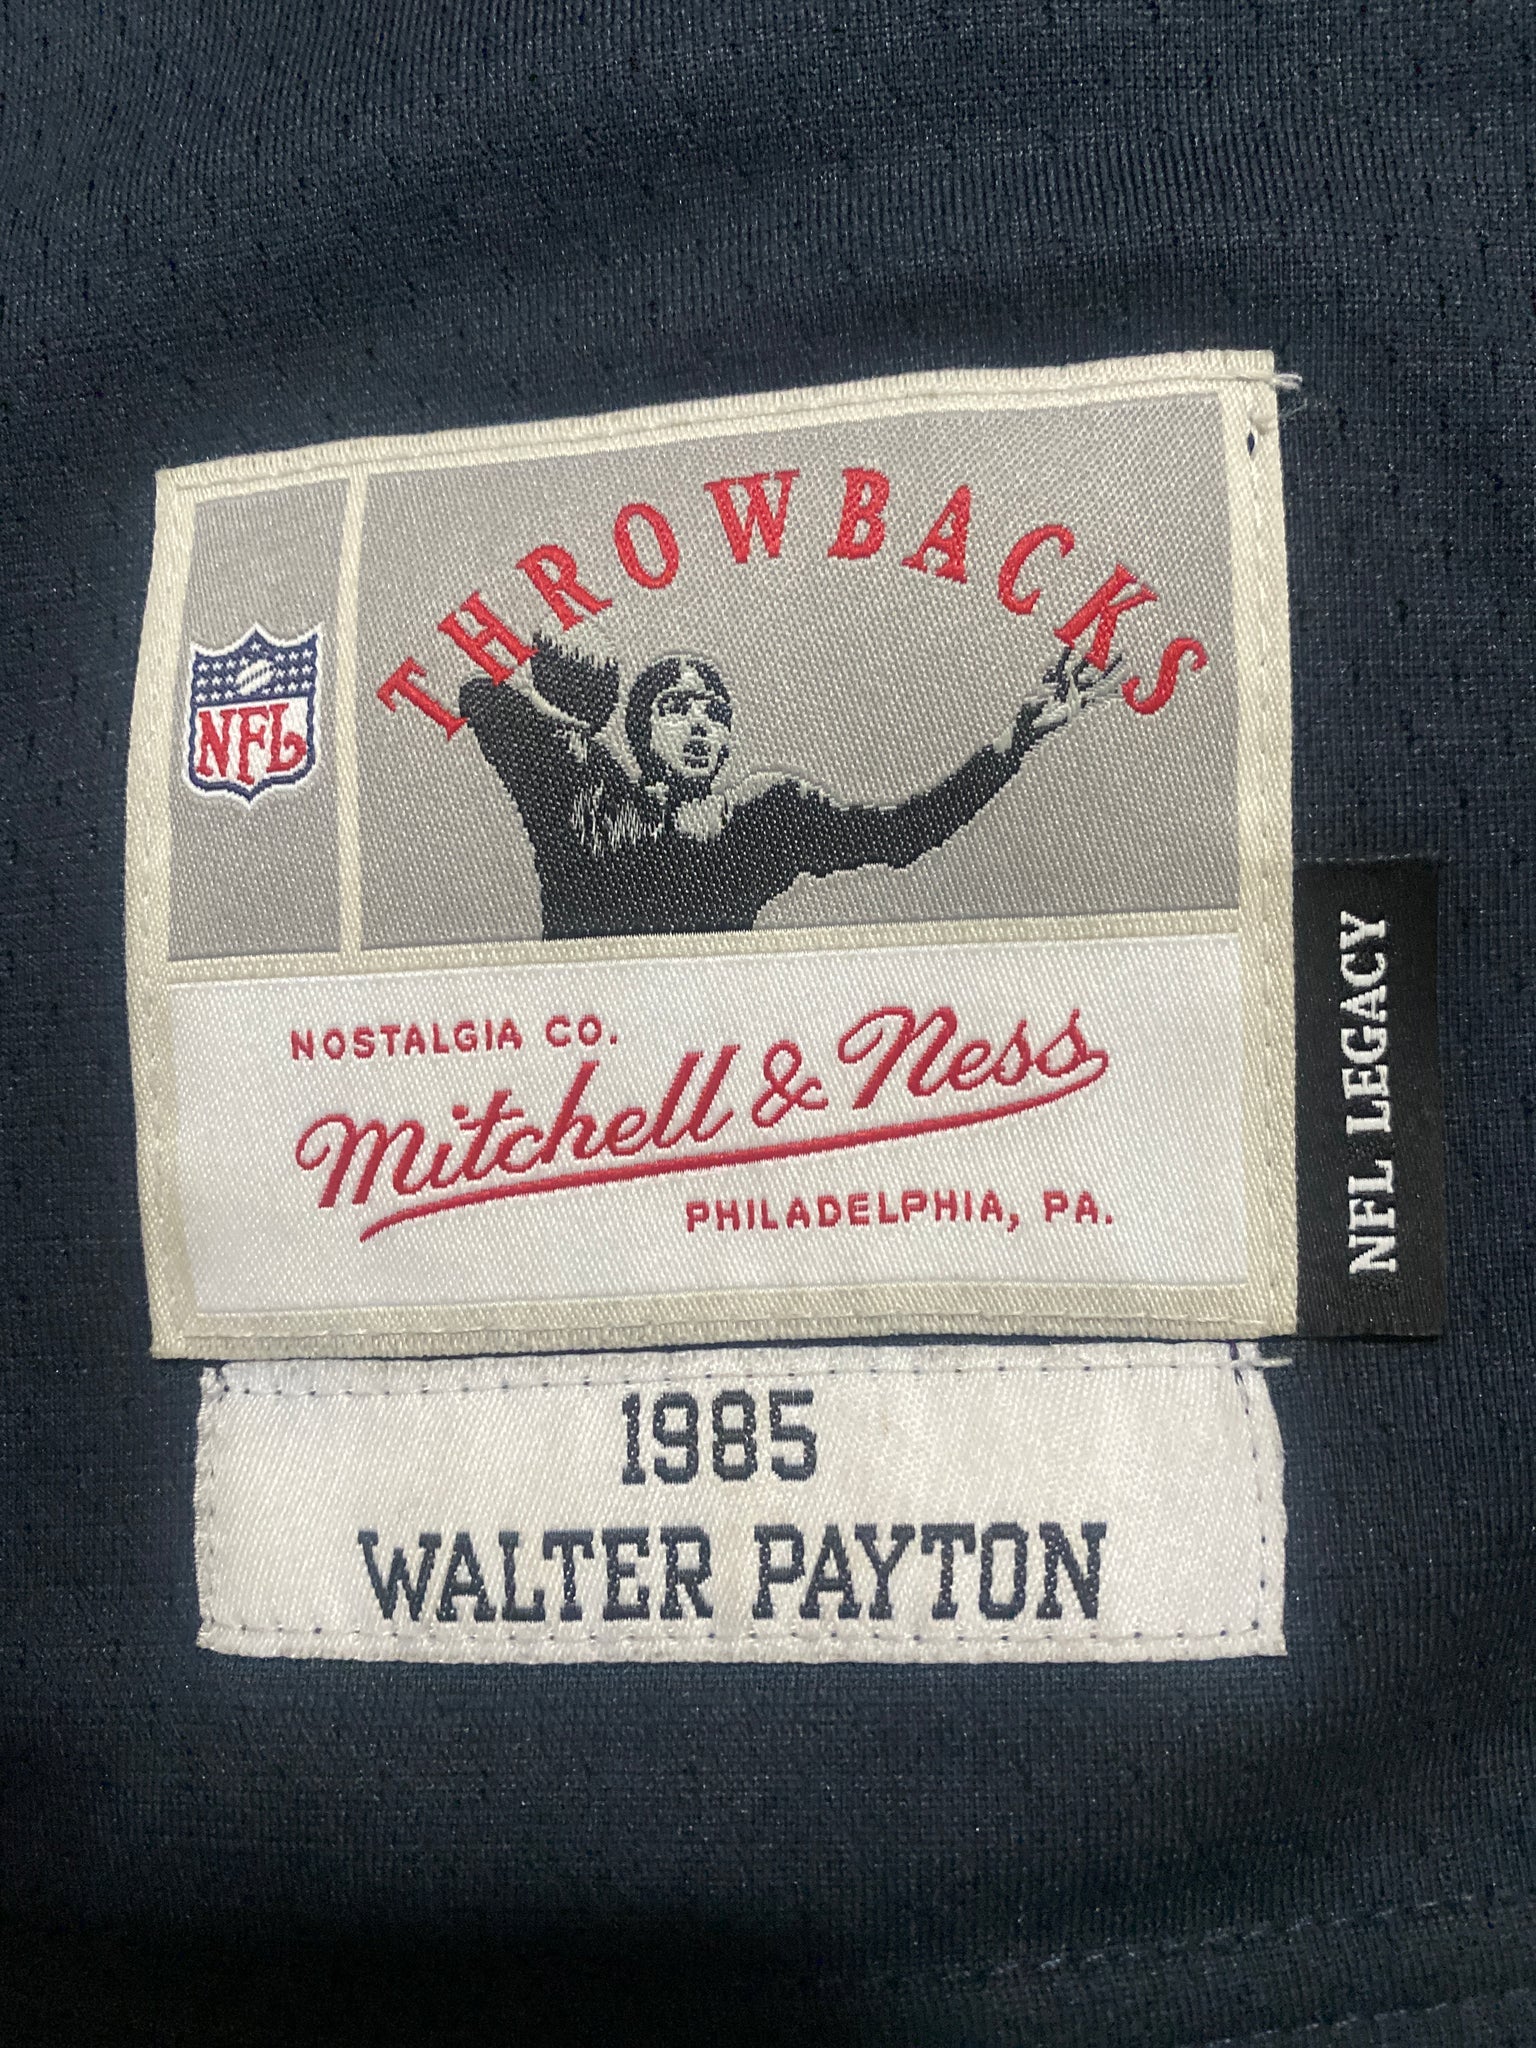 THROWBACKS
NFL
NOSTALGIA CO.
Mitchell & Ness
PHILADELPHIA, PA.
NFL LEGACY
1985
WALTER PAYTON